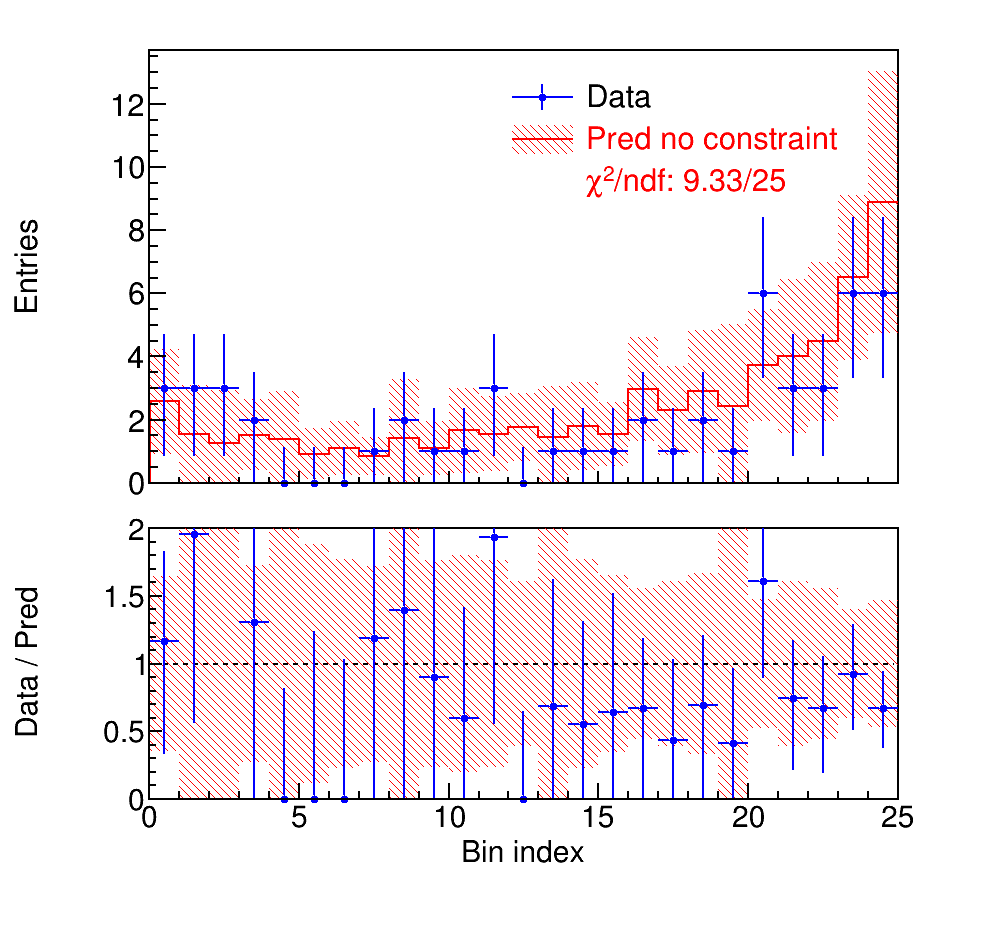 Entries
12
10
8
6
4
2
0
Data
Pred no constraint
χ²/ndf: 9.33/25
Data / Pred
2
1.5
1
0.5
0
0 5 10 15 20 25
Bin index